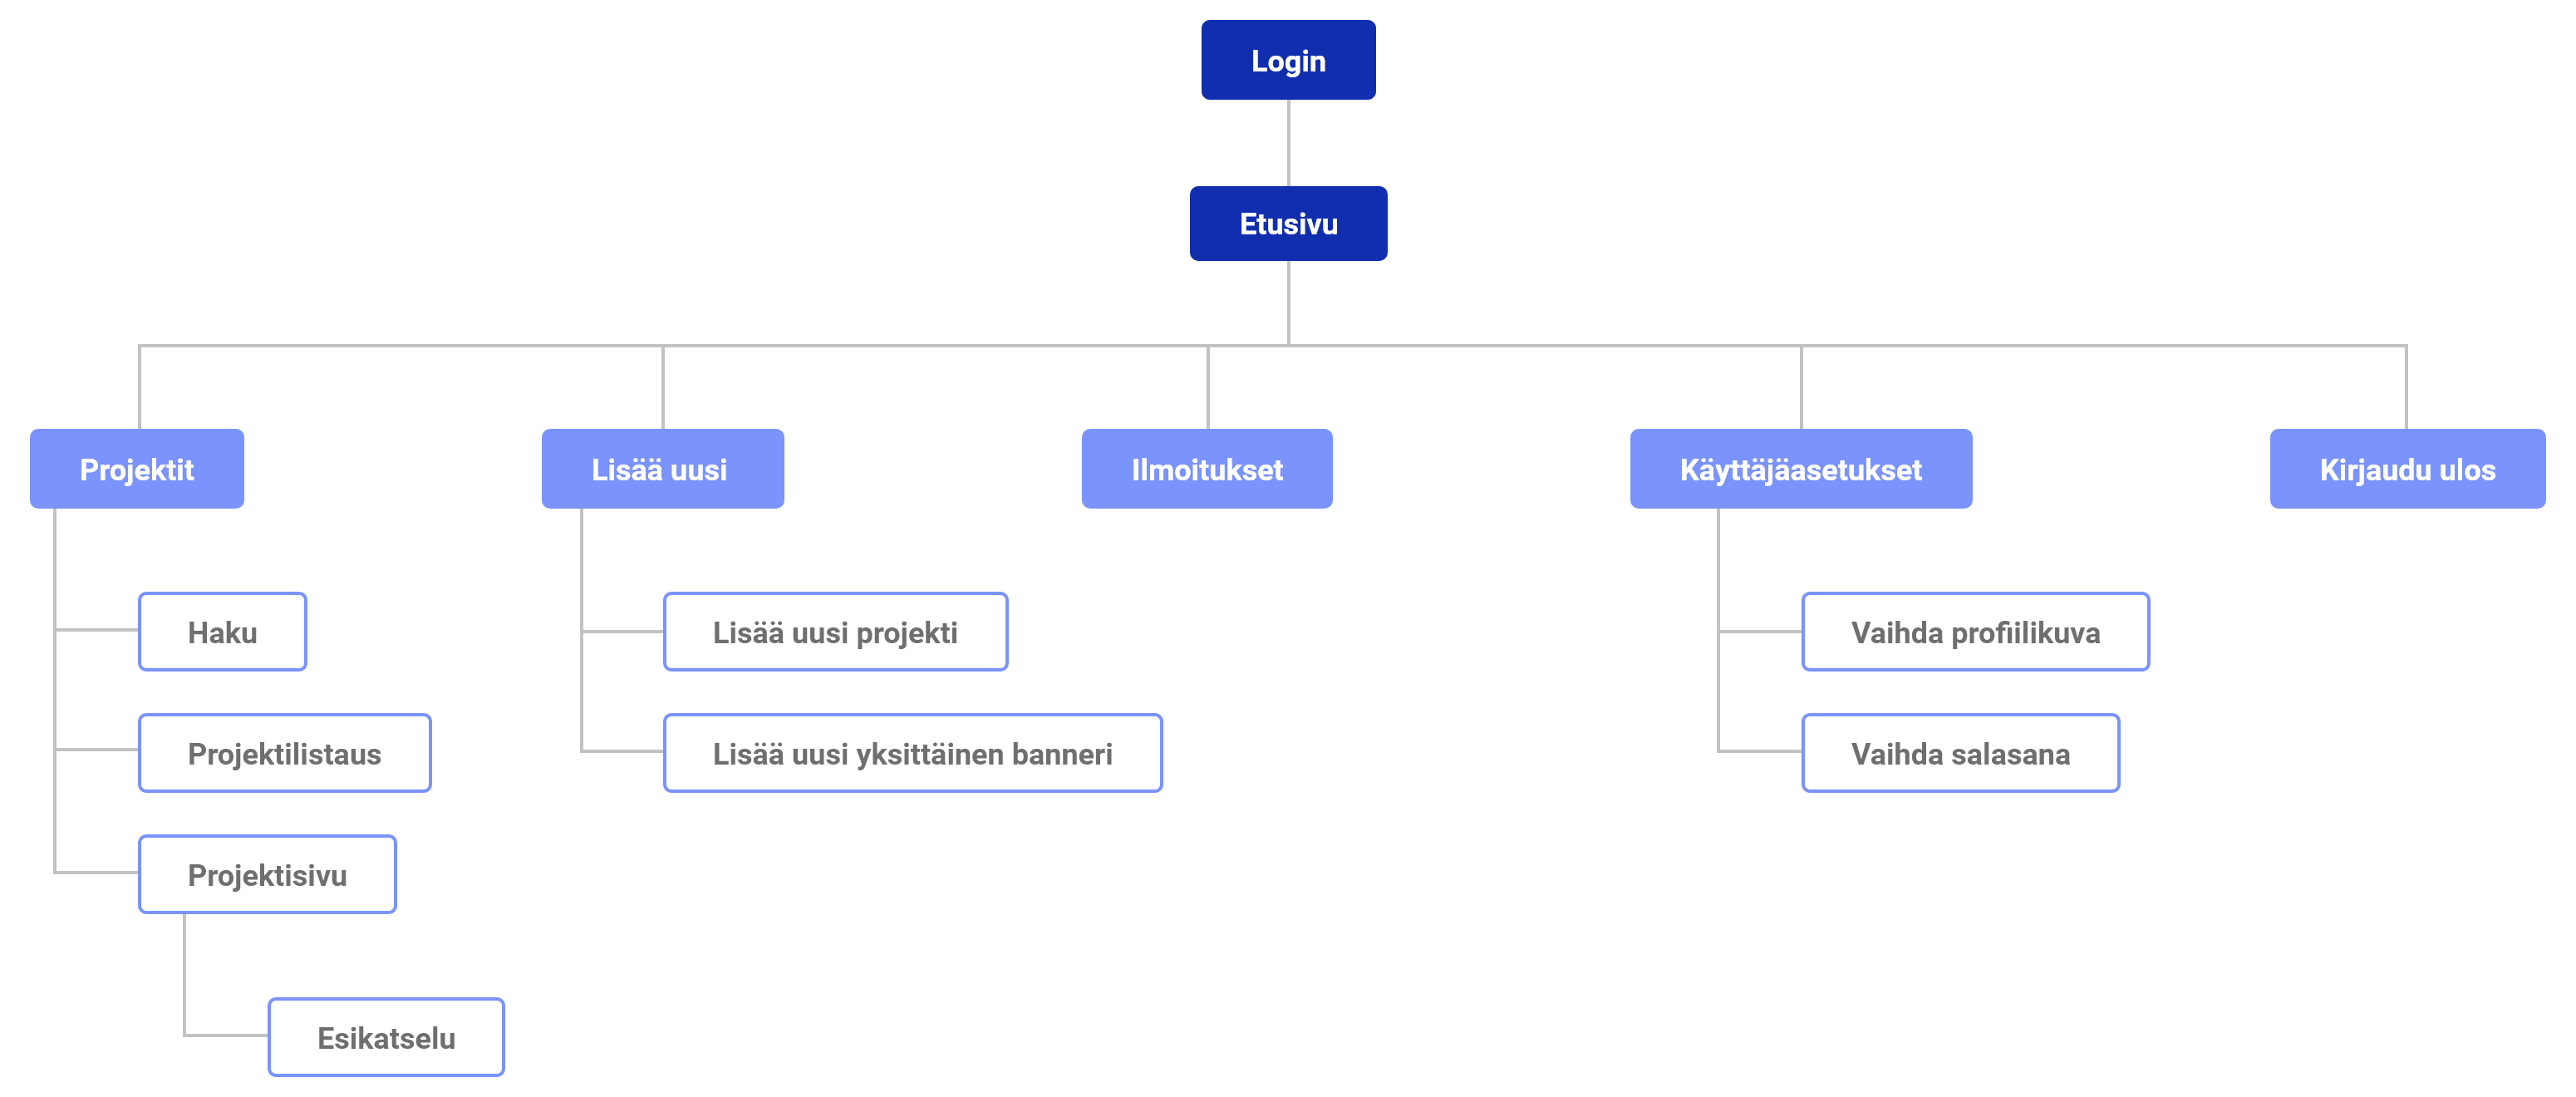 Login
Etusivu
Projektit
Lisää uusi
Ilmoitukset
Käyttäjäasetukset
Kirjaudu ulos
Haku
Lisää uusi projekti
Vaihda profiilikuva
Projektilistaus
Lisää uusi yksittäinen banneri
Vaihda salasana
Projektisivu
Esikatselu